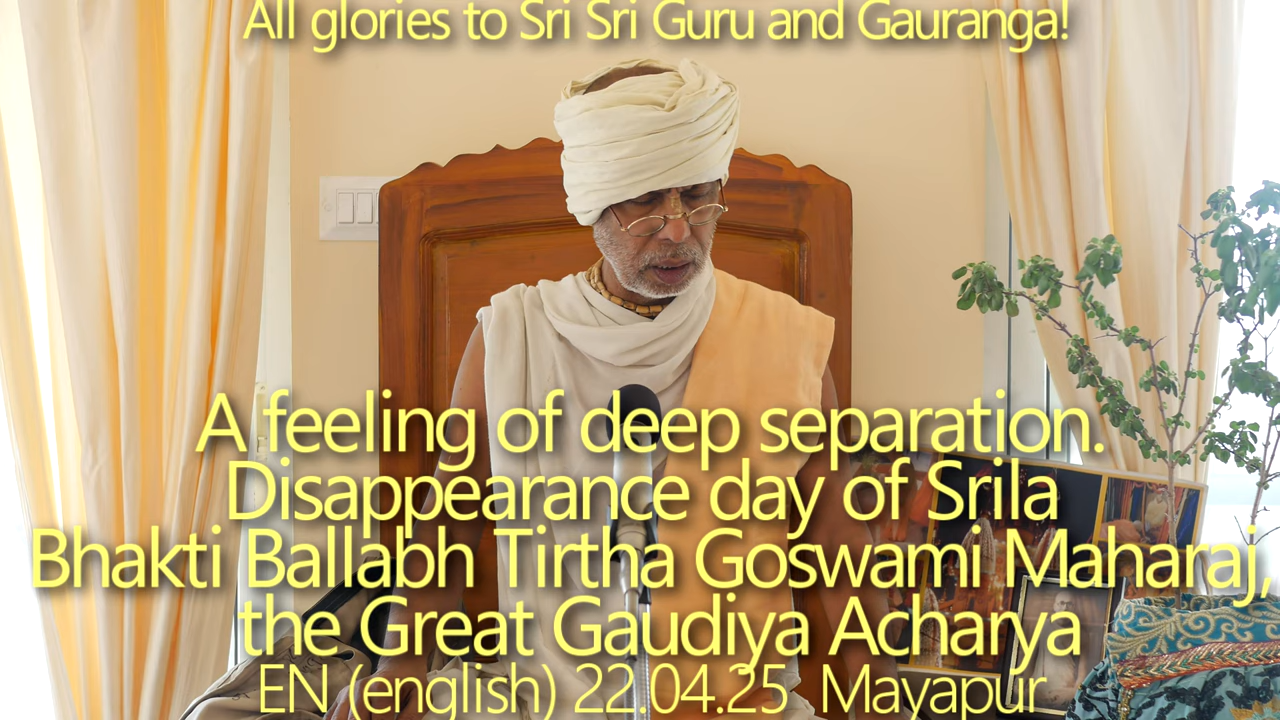 All glories to Sri Sri Guru and Gauranga!
A feeling of deep separation.
Disappearance day of Srila
Bhakti Ballabh Tirtha Goswami Maharaj,
the Great Gaudiya Acharya
EN (english) 22.04.25 Mayapur